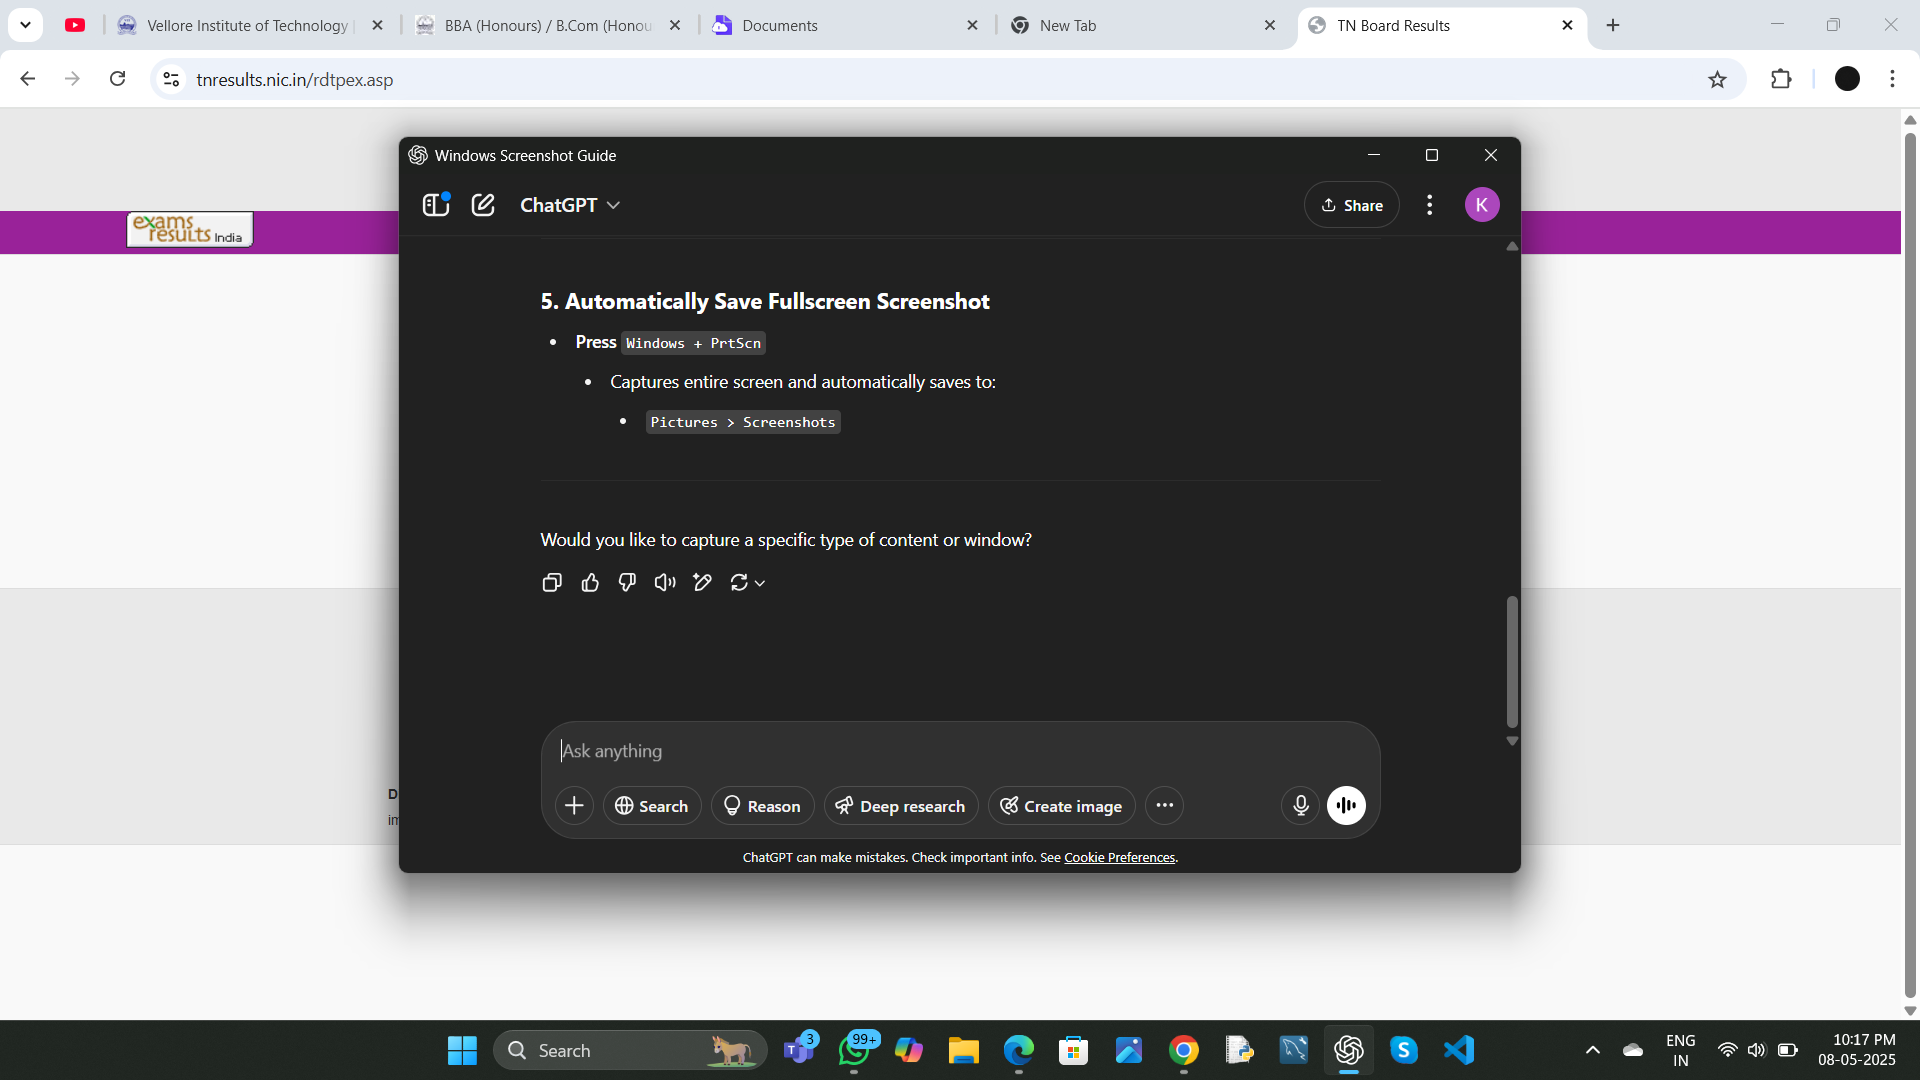 Vellore Institute of Technology |
BBA (Honours) / B.Com (Honou
Documents
New Tab
TN Board Results
tnresults.nic.in/rdtpex.asp
exams
results India
Windows Screenshot Guide
ChatGPT
Share
K
5. Automatically Save Fullscreen Screenshot
• Press Windows + PrtScn
• Captures entire screen and automatically saves to:
• Pictures > Screenshots
Would you like to capture a specific type of content or window?
Ask anything
Search
Reason
Deep research
Create image
D
in
ChatGPT can make mistakes. Check important info. See Cookie Preferences.
Search
3
99+
ENG
IN
10:17 PM
08-05-2025